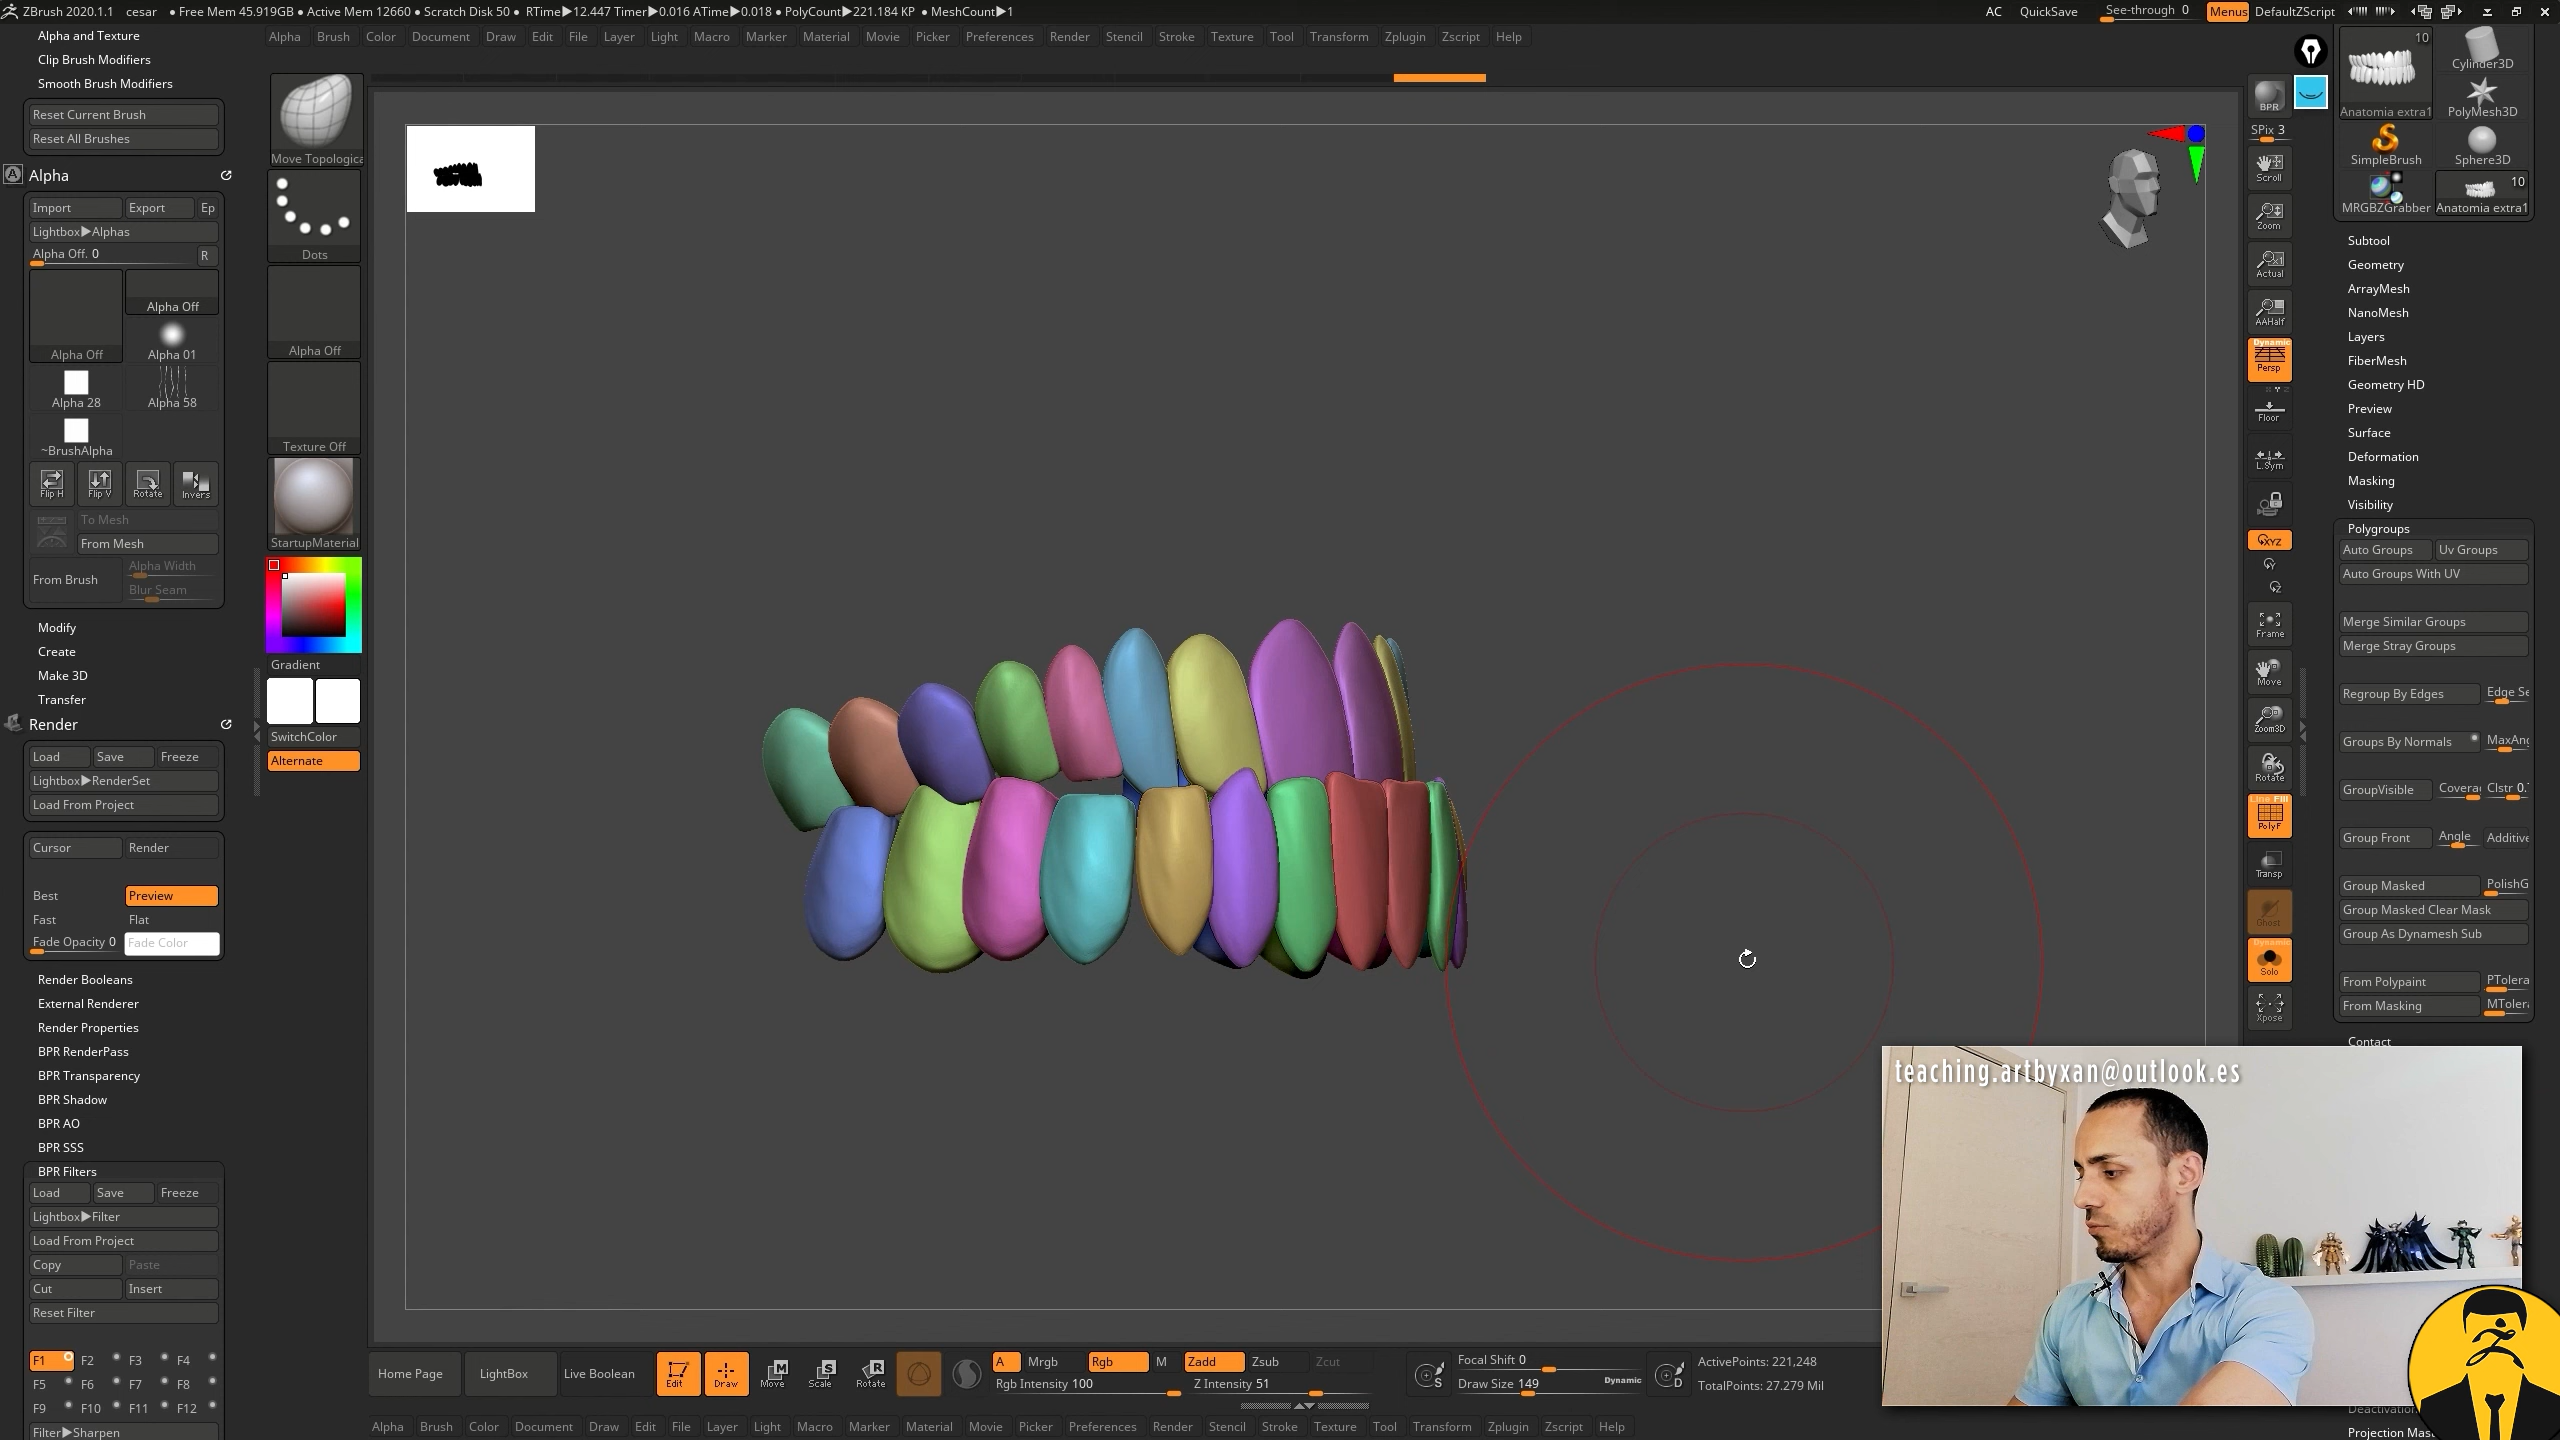 ZBrush 2020.1.1 cesar ● Free Mem 45.919GB ● Active Mem 12660 ● Scratch Disk 50 ● RTime▶12.447 Timer▶0.016 ATime▶0.018 ● PolyCount▶221.184 KP ● MeshCount▶1
AC QuickSave See-through 0 Menus DefaultZScript
Alpha Brush Color Document Draw Edit File Layer Light Macro Marker Material Movie Picker Preferences Render Stencil Stroke Texture Tool Transform Zplugin Zscript Help
Alpha and Texture
Clip Brush Modifiers
Smooth Brush Modifiers
Reset Current Brush
Reset All Brushes
Alpha
Import Export Ep
Lightbox▶Alphas
Alpha Off. 0 R
Alpha Off
Alpha Off Alpha 01
Alpha 28 Alpha 58
~BrushAlpha
Flip H Flip V Rotate Invers
To Mesh
From Mesh
From Brush
Alpha Width
Blur Seam
Modify
Create
Make 3D
Transfer
Render
Load Save Freeze
Lightbox▶RenderSet
Load From Project
Cursor Render
Best Preview
Fast Flat
Fade Opacity 0 Fade Color
Render Booleans
External Renderer
Render Properties
BPR RenderPass
BPR Transparency
BPR Shadow
BPR AO
BPR SSS
BPR Filters
Load Save Freeze
Lightbox▶Filter
Load From Project
Copy Paste
Cut Insert
Reset Filter
F1 F2 F3 F4
F5 F6 F7 F8
F9 F10 F11 F12
Filter▶Sharpen
Move Topologica
Dots
Alpha Off
Texture Off
StartupMaterial
Gradient
SwitchColor
Alternate
BPR
SPix 3
Scroll
Zoom
Actual
AAHalf
Dynamic
Persp
Floor
L.Sym
XYZ
Frame
Move
Zoom3D
Rotate
Line Fill
PolyF
Transp
Ghost
Dynamic
Solo
Xpose
10
Cylinder3D
Anatomia extra1 PolyMesh3D
SimpleBrush Sphere3D
10
MRGBZGrabber Anatomia extra1
Subtool
Geometry
ArrayMesh
NanoMesh
Layers
FiberMesh
Geometry HD
Preview
Surface
Deformation
Masking
Visibility
Polygroups
Auto Groups Uv Groups
Auto Groups With UV
Merge Similar Groups
Merge Stray Groups
Regroup By Edges Edge Se
Groups By Normals MaxAng
GroupVisible Covera Clstr 0.
Group Front Angle Additive
Group Masked PolishG
Group Masked Clear Mask
Group As Dynamesh Sub
From Polypaint PTolera
From Masking MTolera
Contact
teaching.artbyxan@outlook.es
Projection Mas
Home Page LightBox Live Boolean Edit Draw Move Scale Rotate
A Mrgb Rgb M Zadd Zsub Zcut
Rgb Intensity 100 Z Intensity 51
S Focal Shift 0
Draw Size 149 Dynamic
D ActivePoints: 221,248
TotalPoints: 27.279 Mil
Alpha Brush Color Document Draw Edit File Layer Light Macro Marker Material Movie Picker Preferences Render Stencil Stroke Texture Tool Transform Zplugin Zscript Help